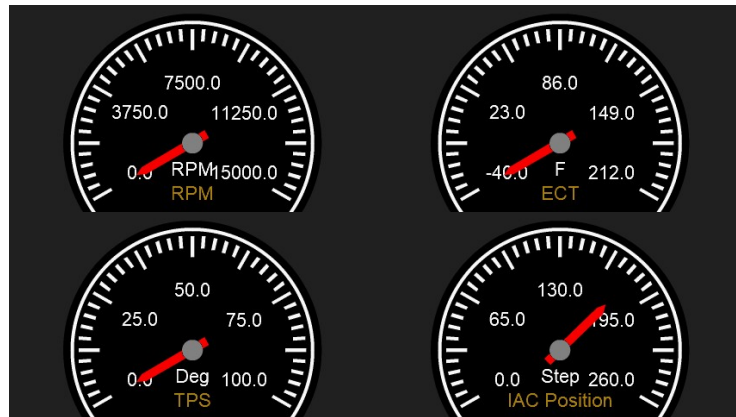 7500.0
3750.0 11250.0
0.0 RPM 15000.0
RPM
86.0
23.0 149.0
-40.0 F 212.0
ECT
50.0
25.0 75.0
0.0 Deg 100.0
TPS
130.0
65.0 195.0
0.0 Step 260.0
IAC Position